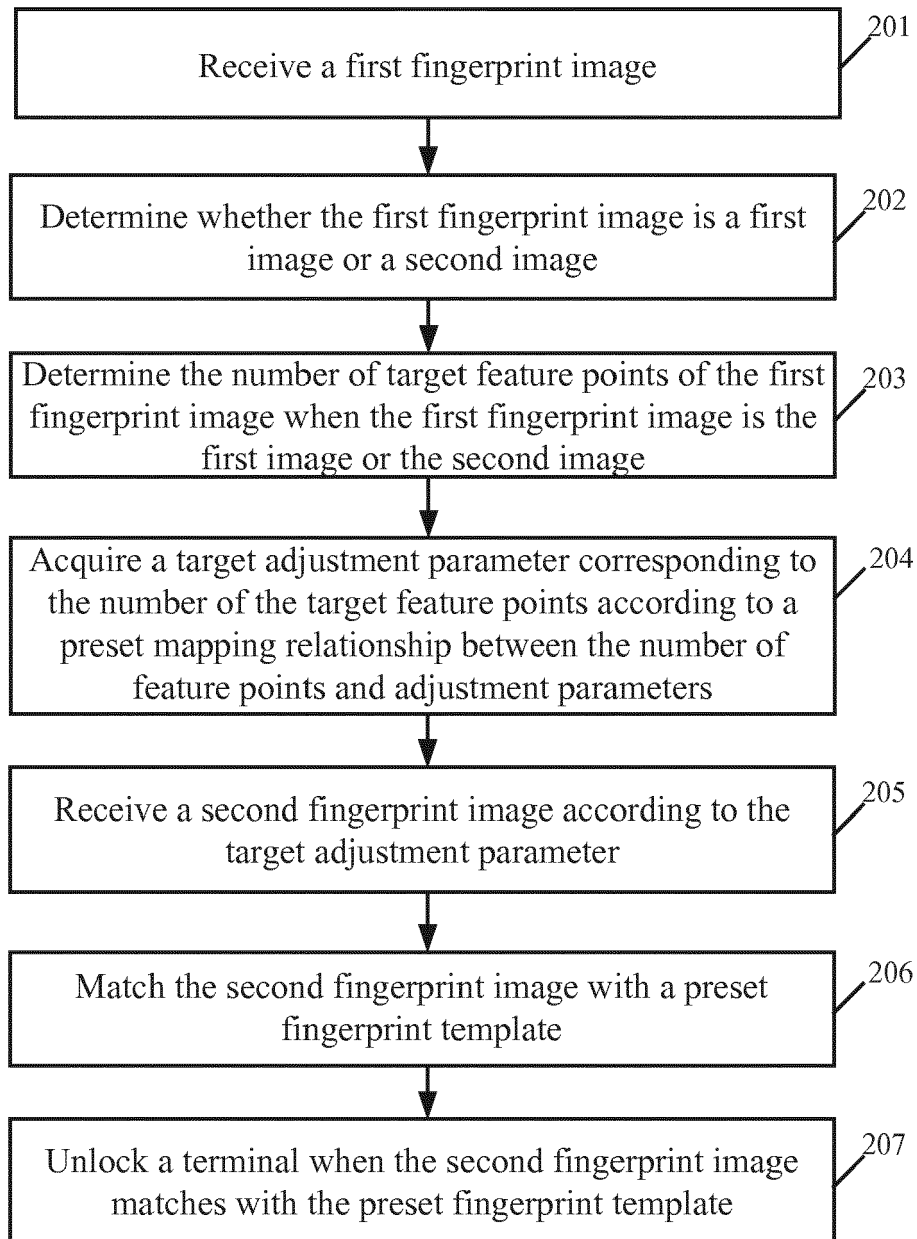 201
Receive a first fingerprint image
202
Determine whether the first fingerprint image is a first
image or a second image
203
Determine the number of target feature points of the first
fingerprint image when the first fingerprint image is the
first image or the second image
204
Acquire a target adjustment parameter corresponding to
the number of the target feature points according to a
preset mapping relationship between the number of
feature points and adjustment parameters
205
Receive a second fingerprint image according to the
target adjustment parameter
206
Match the second fingerprint image with a preset
fingerprint template
207
Unlock a terminal when the second fingerprint image
matches with the preset fingerprint template